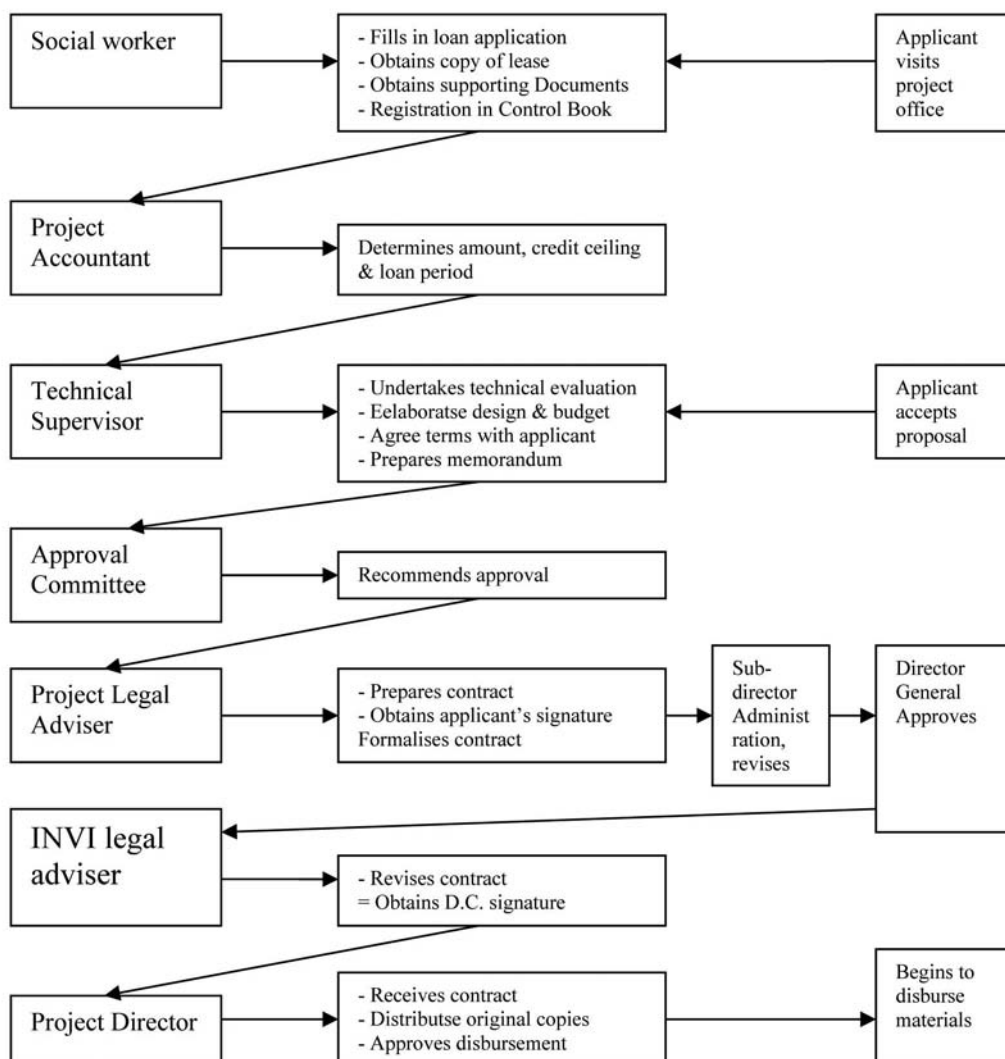 Social worker
- Fills in loan application
- Obtains copy of lease
- Obtains supporting Documents
- Registration in Control Book
Applicant
visits
project
office
Project
Accountant
Determines amount, credit ceiling
& loan period
Technical
Supervisor
- Undertakes technical evaluation
- Eelaboratse design & budget
- Agree terms with applicant
- Prepares memorandum
Applicant
accepts
proposal
Approval
Committee
Recommends approval
Project Legal
Adviser
- Prepares contract
- Obtains applicant's signature
Formalises contract
Sub-
director
Administ
ration,
revises
Director
General
Approves
INVI legal
adviser
- Revises contract
= Obtains D.C. signature
Project Director
- Receives contract
- Distributse original copies
- Approves disbursement
Begins to
disburse
materials